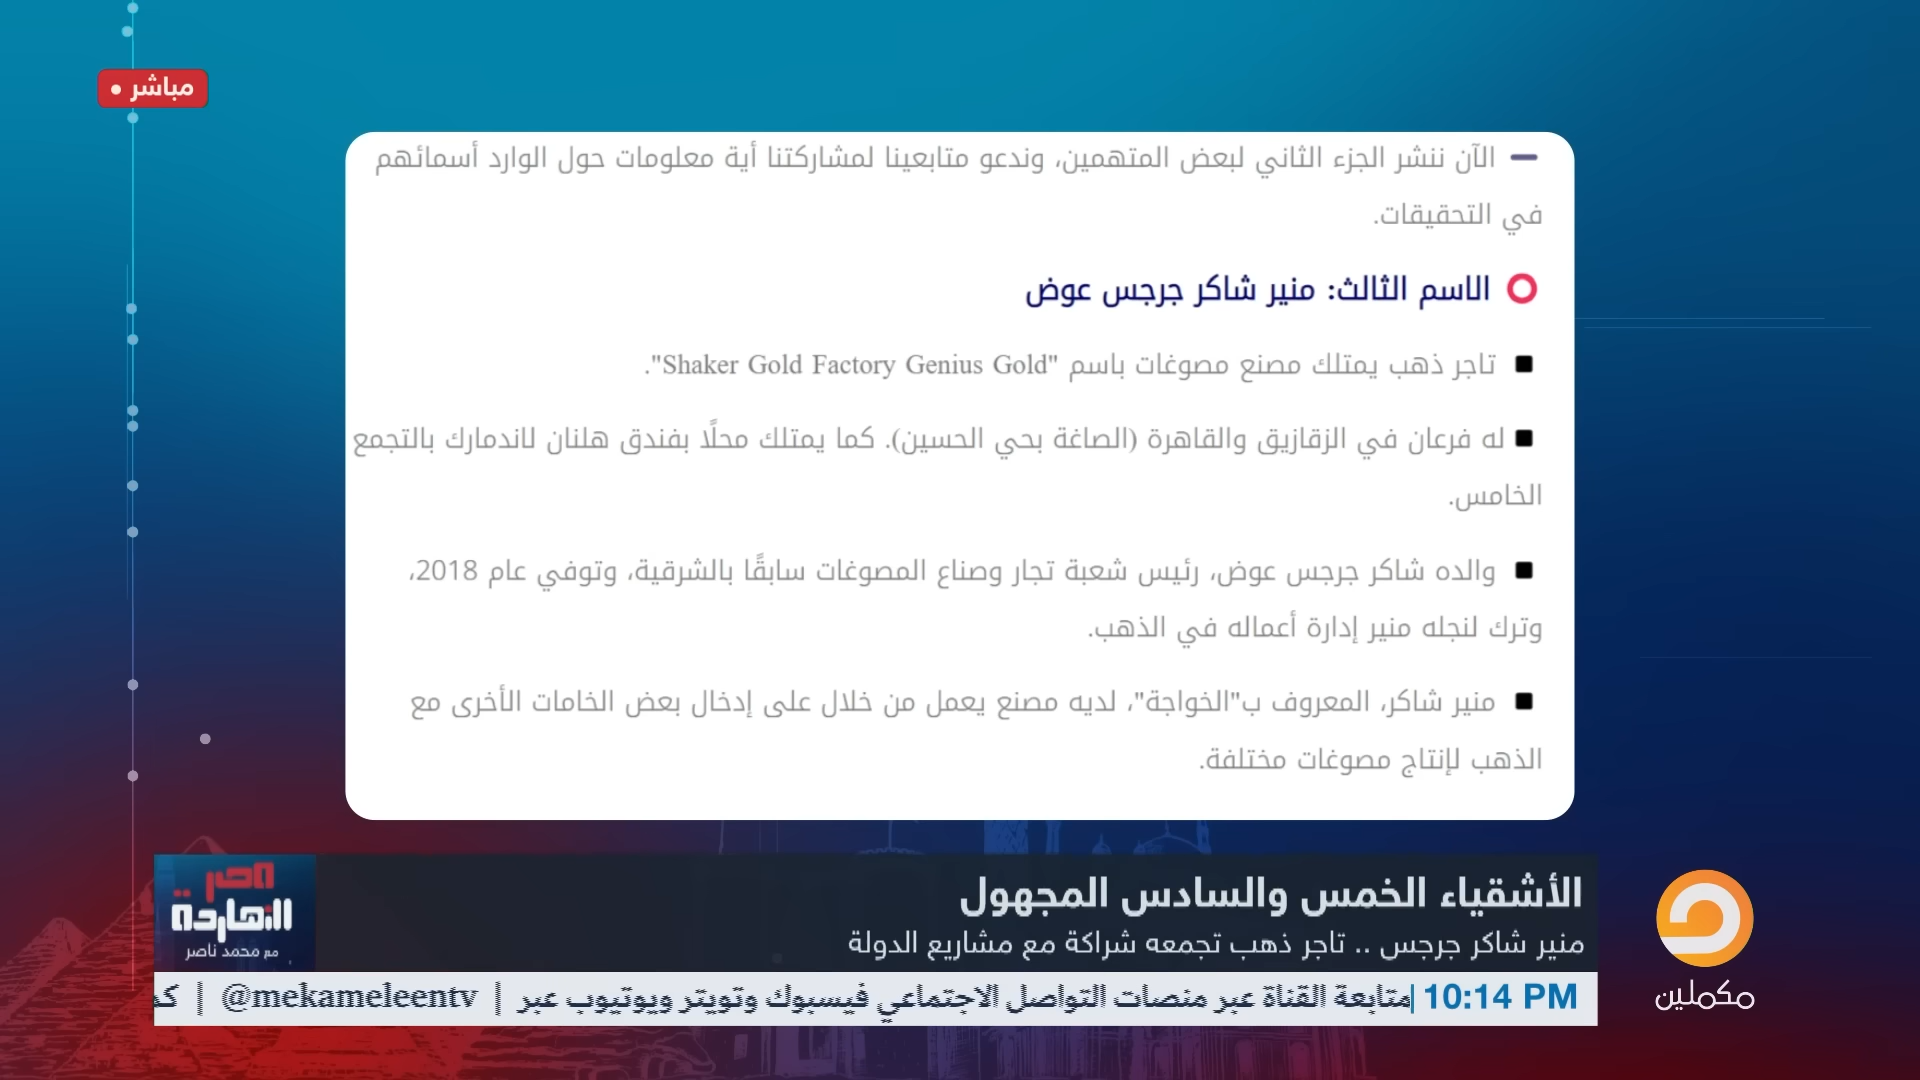 مباشر
الآن ننشر الجزء الثاني لبعض المتهمين، وندعو متابعينا لمشاركتنا أية معلومات حول الوارد أسمائهم
في التحقيقات.
الاسم الثالث: منير شاكر جرجس عوض
تاجر ذهب يمتلك مصنع مصوغات باسم "Shaker Gold Factory Genius Gold".
له فرعان في الزقازيق والقاهرة (الصاغة بحي الحسين). كما يمتلك محلًا بفندق هلنان لاندمارك بالتجمع
الخامس.
والده شاكر جرجس عوض، رئيس شعبة تجار وصناع المصوغات سابقًا بالشرقية، وتوفي عام 2018،
وترك لنجله منير إدارة أعماله في الذهب.
منير شاكر، المعروف ب"الخواجة"، لديه مصنع يعمل من خلال على إدخال بعض الخامات الأخرى مع
الذهب لإنتاج مصوغات مختلفة.
الأشقياء الخمس والسادس المجهول
منير شاكر جرجس .. تاجر ذهب تجمعه شراكة مع مشاريع الدولة
مصر
النهاردة
مع محمد ناصر
10:14 PM
متابعة القناة عبر منصات التواصل الاجتماعي فيسبوك وتويتر ويوتيوب عبر | @mekameleentv |
مكملين